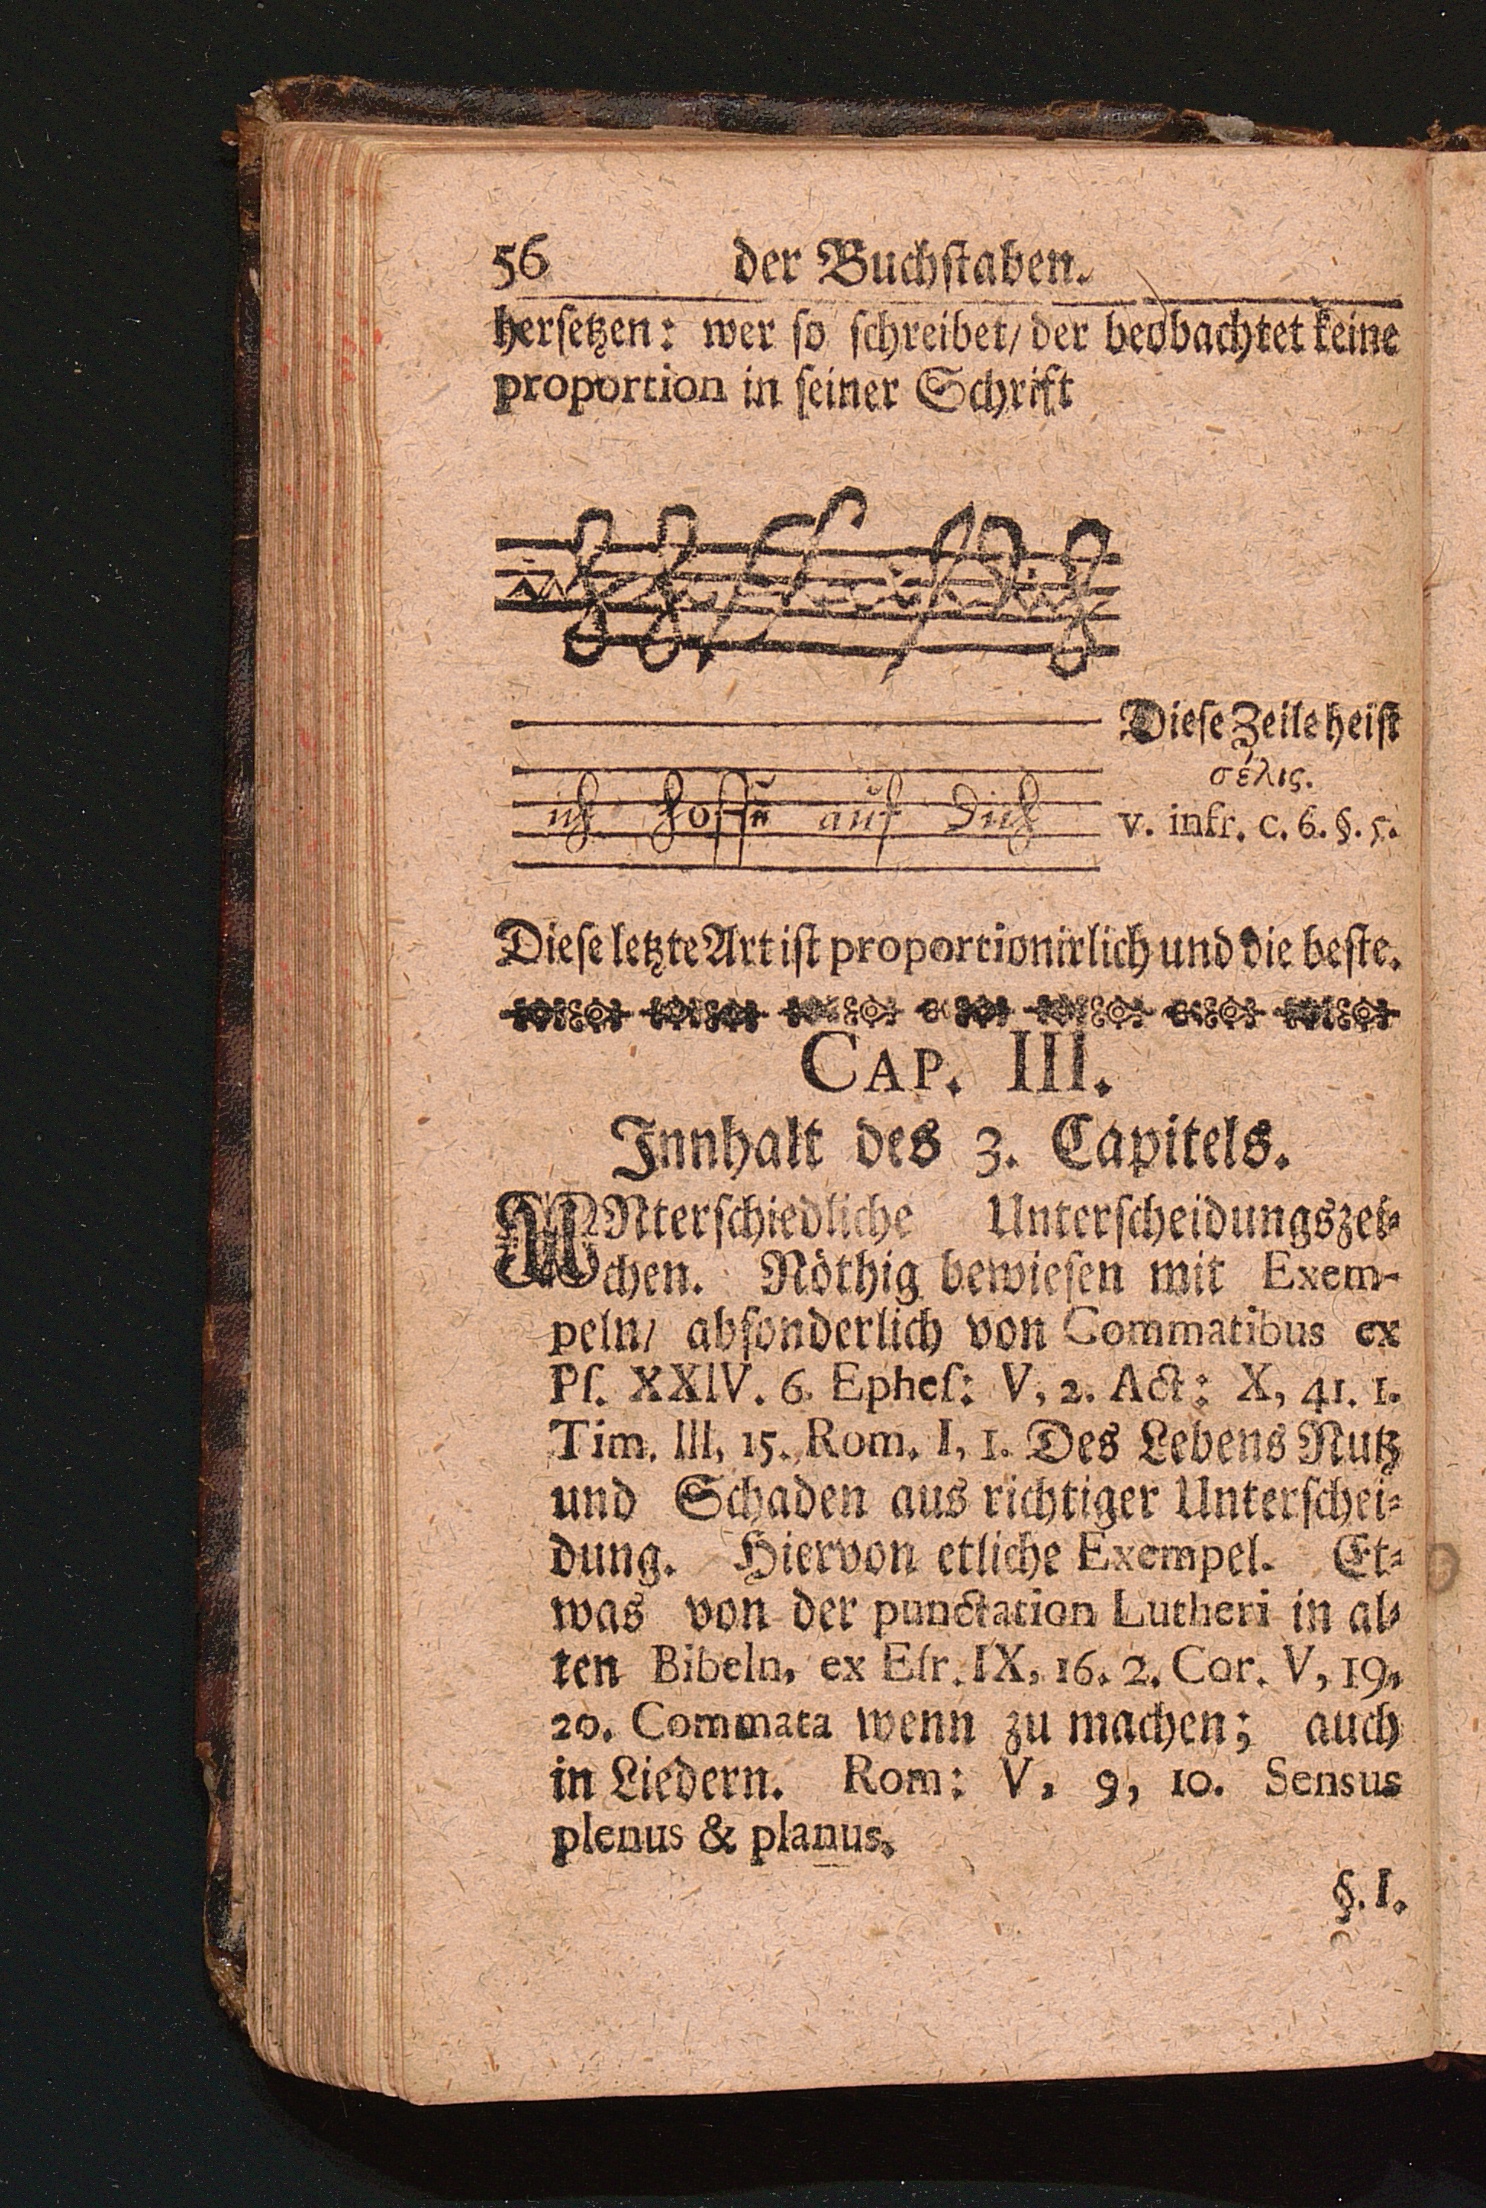 56 der Buchſtaben.
herſetzen: wer ſo ſchreibet/ der beobachtet keine
proportion in ſeiner Schrift
Dieſe Zeile heiſt
σέλις.
ich hoffe auf dich
v. infr. c. 6. §. 5.
Dieſe letzte Art iſt proportionirlich und die beſte.
CAP. III.
Innhalt des 3. Capitels.
UNterſchiedliche Unterſcheidungszei-
chen. Nöthig bewieſen mit Exem-
peln/ abſonderlich von Commatibus ex
Pſ. XXIV. 6. Epheſ: V, 2. Act: X, 41. 1.
Tim. III, 15. Rom. I, 1. Des Lebens Nutz
und Schaden aus richtiger Unterſchei-
dung. Hiervon etliche Exempel. Et-
was von der punctation Lutheri in al-
ten Bibeln, ex Eſr. IX, 16. 2. Cor. V, 19,
20. Commata wenn zu machen; auch
in Liedern. Rom: V, 9, 10. Sensus
plenus & planus.
§. I.